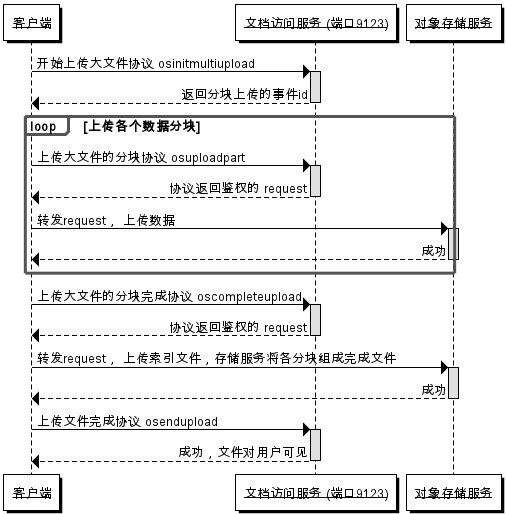 客户端
文档访问服务 (端口9123)
对象存储服务
开始上传大文件协议 osinitmultiupload
返回分块上传的事件id
loop
[上传各个数据分块]
上传大文件的分块协议 osuploadpart
协议返回鉴权的 request
转发request， 上传数据
成功
上传大文件的分块完成协议 oscompleteupload
协议返回鉴权的 request
转发request， 上传索引文件，存储服务将各分块组成完成文件
成功
上传文件完成协议 osendupload
成功，文件对用户可见
客户端
文档访问服务 (端口9123)
对象存储服务